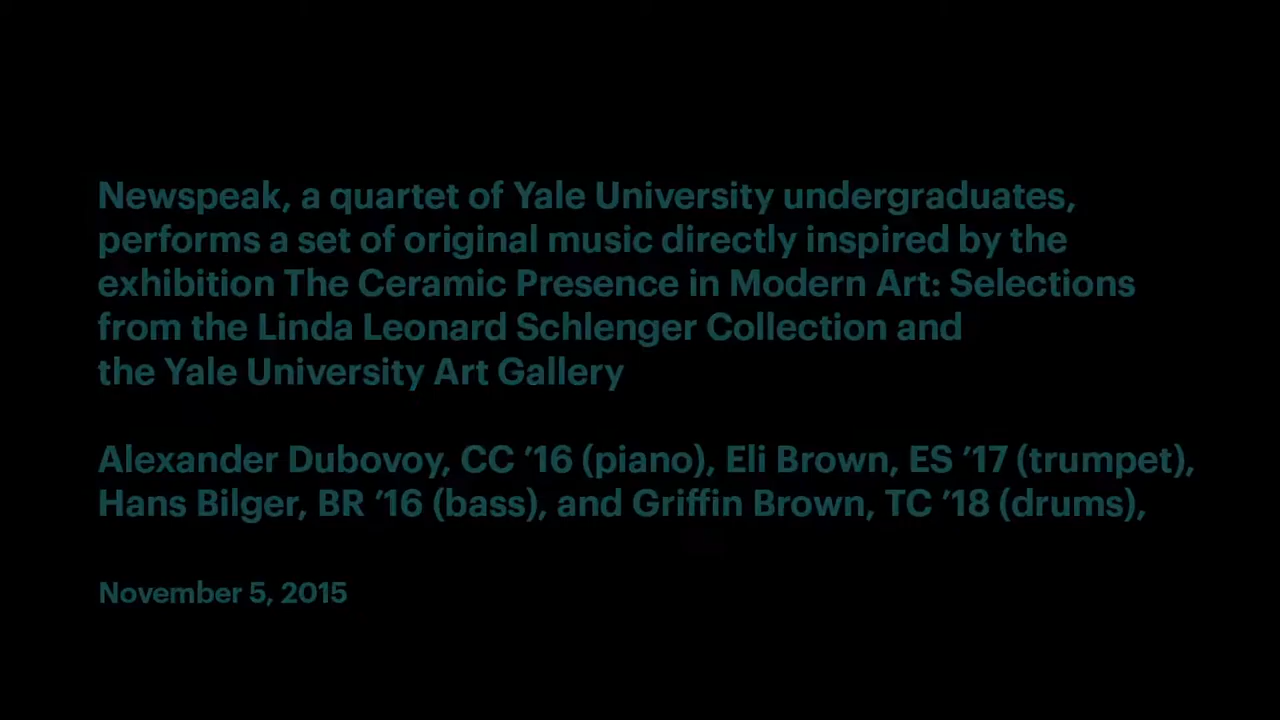 Newspeak, a quartet of Yale University undergraduates,
performs a set of original music directly inspired by the
exhibition The Ceramic Presence in Modern Art: Selections
from the Linda Leonard Schlenger Collection and
the Yale University Art Gallery
Alexander Dubovoy, CC ’16 (piano), Eli Brown, ES ’17 (trumpet),
Hans Bilger, BR ’16 (bass), and Griffin Brown, TC ’18 (drums),
November 5, 2015